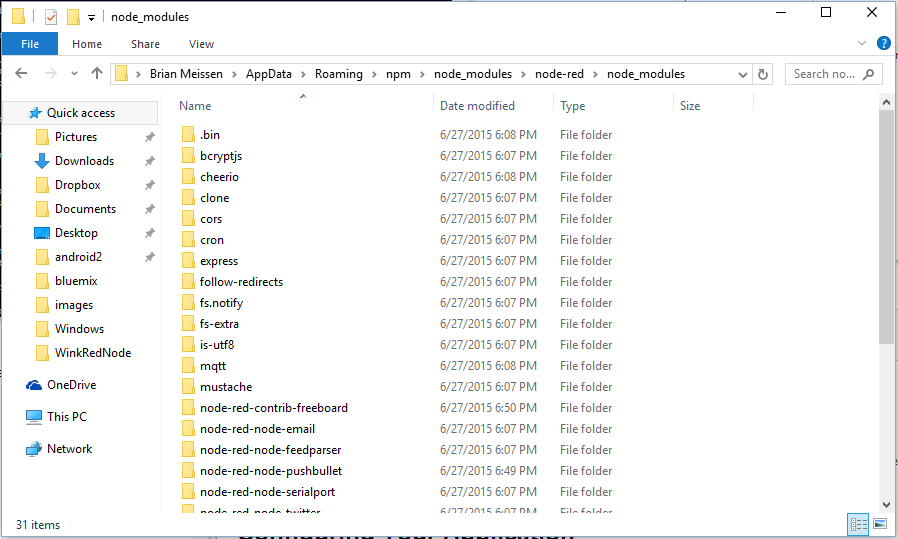 node_modules
File Home Share View
Brian Meissen AppData Roaming npm node_modules node-red node_modules
Search no...
Quick access
Pictures
Downloads
Dropbox
Documents
Desktop
android2
bluemix
images
Windows
WinkRedNode
OneDrive
This PC
Network
Name Date modified Type Size
.bin 6/27/2015 6:08 PM File folder
bcryptjs 6/27/2015 6:07 PM File folder
cheerio 6/27/2015 6:08 PM File folder
clone 6/27/2015 6:07 PM File folder
cors 6/27/2015 6:07 PM File folder
cron 6/27/2015 6:07 PM File folder
express 6/27/2015 6:07 PM File folder
follow-redirects 6/27/2015 6:07 PM File folder
fs.notify 6/27/2015 6:07 PM File folder
fs-extra 6/27/2015 6:07 PM File folder
is-utf8 6/27/2015 6:07 PM File folder
mqtt 6/27/2015 6:08 PM File folder
mustache 6/27/2015 6:07 PM File folder
node-red-contrib-freeboard 6/27/2015 6:50 PM File folder
node-red-node-email 6/27/2015 6:07 PM File folder
node-red-node-feedparser 6/27/2015 6:07 PM File folder
node-red-node-pushbullet 6/27/2015 6:49 PM File folder
node-red-node-serialport 6/27/2015 6:07 PM File folder
node-red-node-twitter 6/27/2015 6:07 PM File folder
31 items